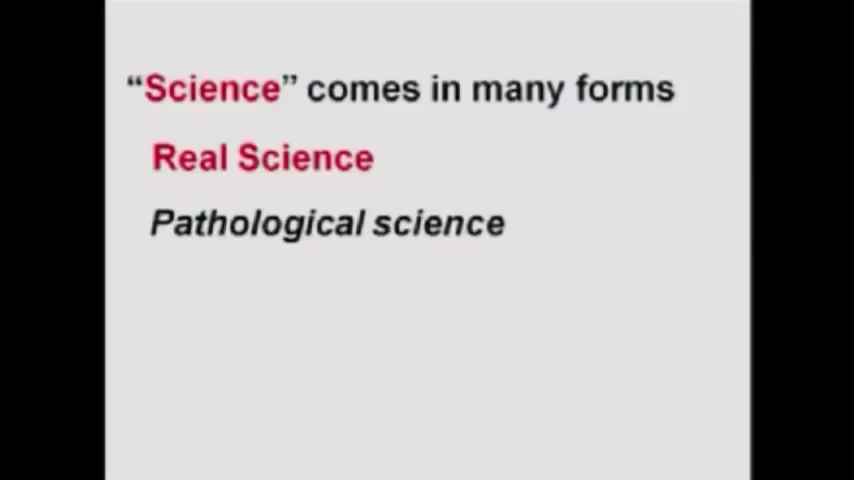 “Science” comes in many forms
Real Science
Pathological science